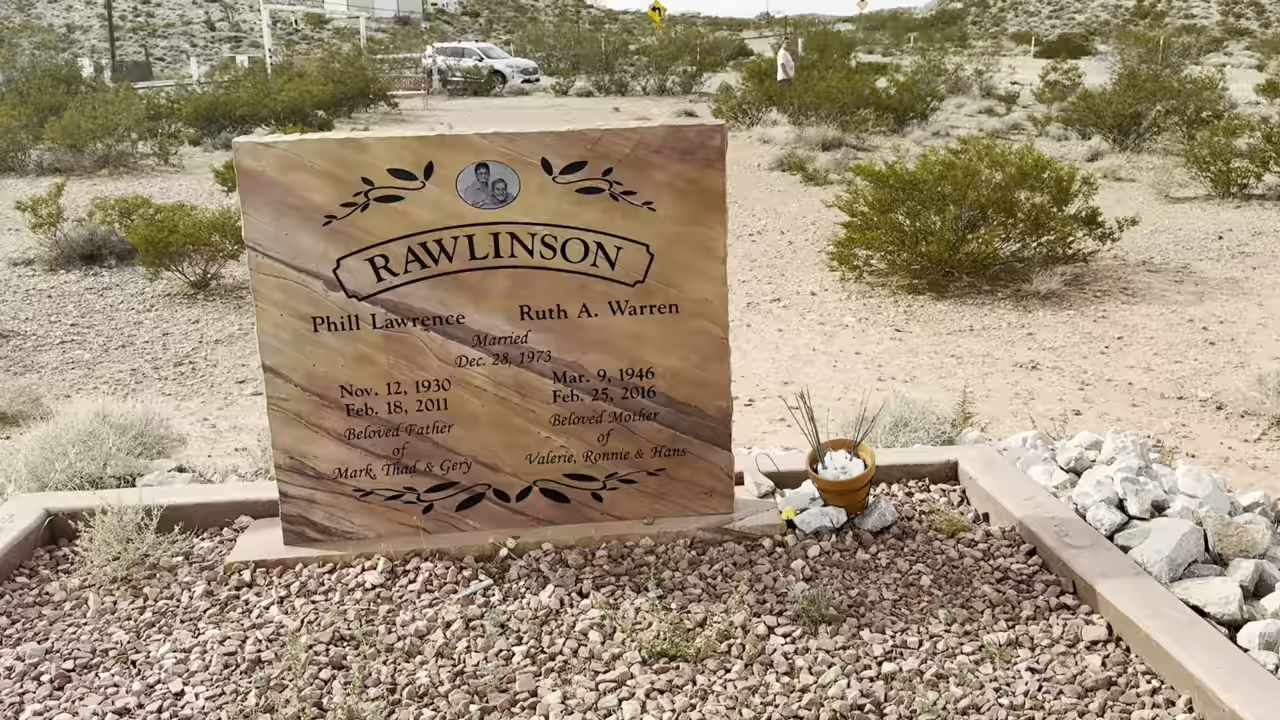 RAWLINSON
Phill Lawrence
Ruth A. Warren
Married
Dec. 28, 1973
Nov. 12, 1930
Feb. 18, 2011
Beloved Father
of
Mark, Thad & Gery
Mar. 9, 1946
Feb. 25, 2016
Beloved Mother
of
Valerie, Ronnie & Hans